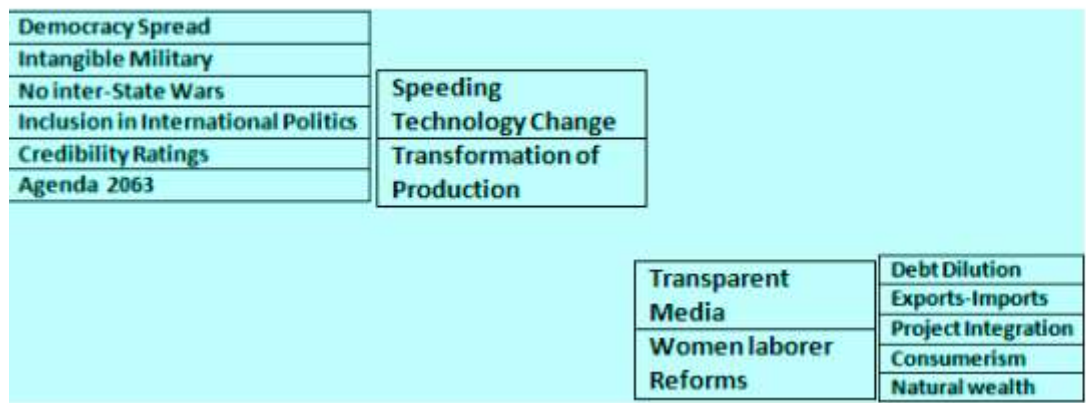 Democracy Spread
Intangible Military
No inter-State Wars
Inclusion in International Politics
Credibility Ratings
Agenda 2063
Speeding
Technology Change
Transformation of
Production
Transparent
Media
Women laborer
Reforms
Debt Dilution
Exports-Imports
Project Integration
Consumerism
Natural wealth